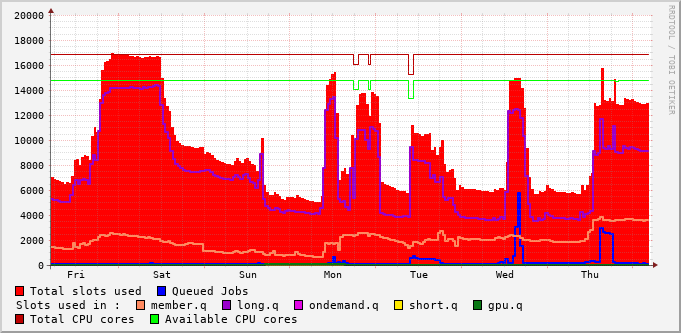 20000
18000
16000
14000
12000
10000
8000
6000
4000
2000
0
Fri Sat Sun Mon Tue Wed Thu
RRDTOOL / TOBI OETIKER
Total slots used Queued Jobs
Slots used in : member.q long.q ondemand.q short.q gpu.q
Total CPU cores Available CPU cores